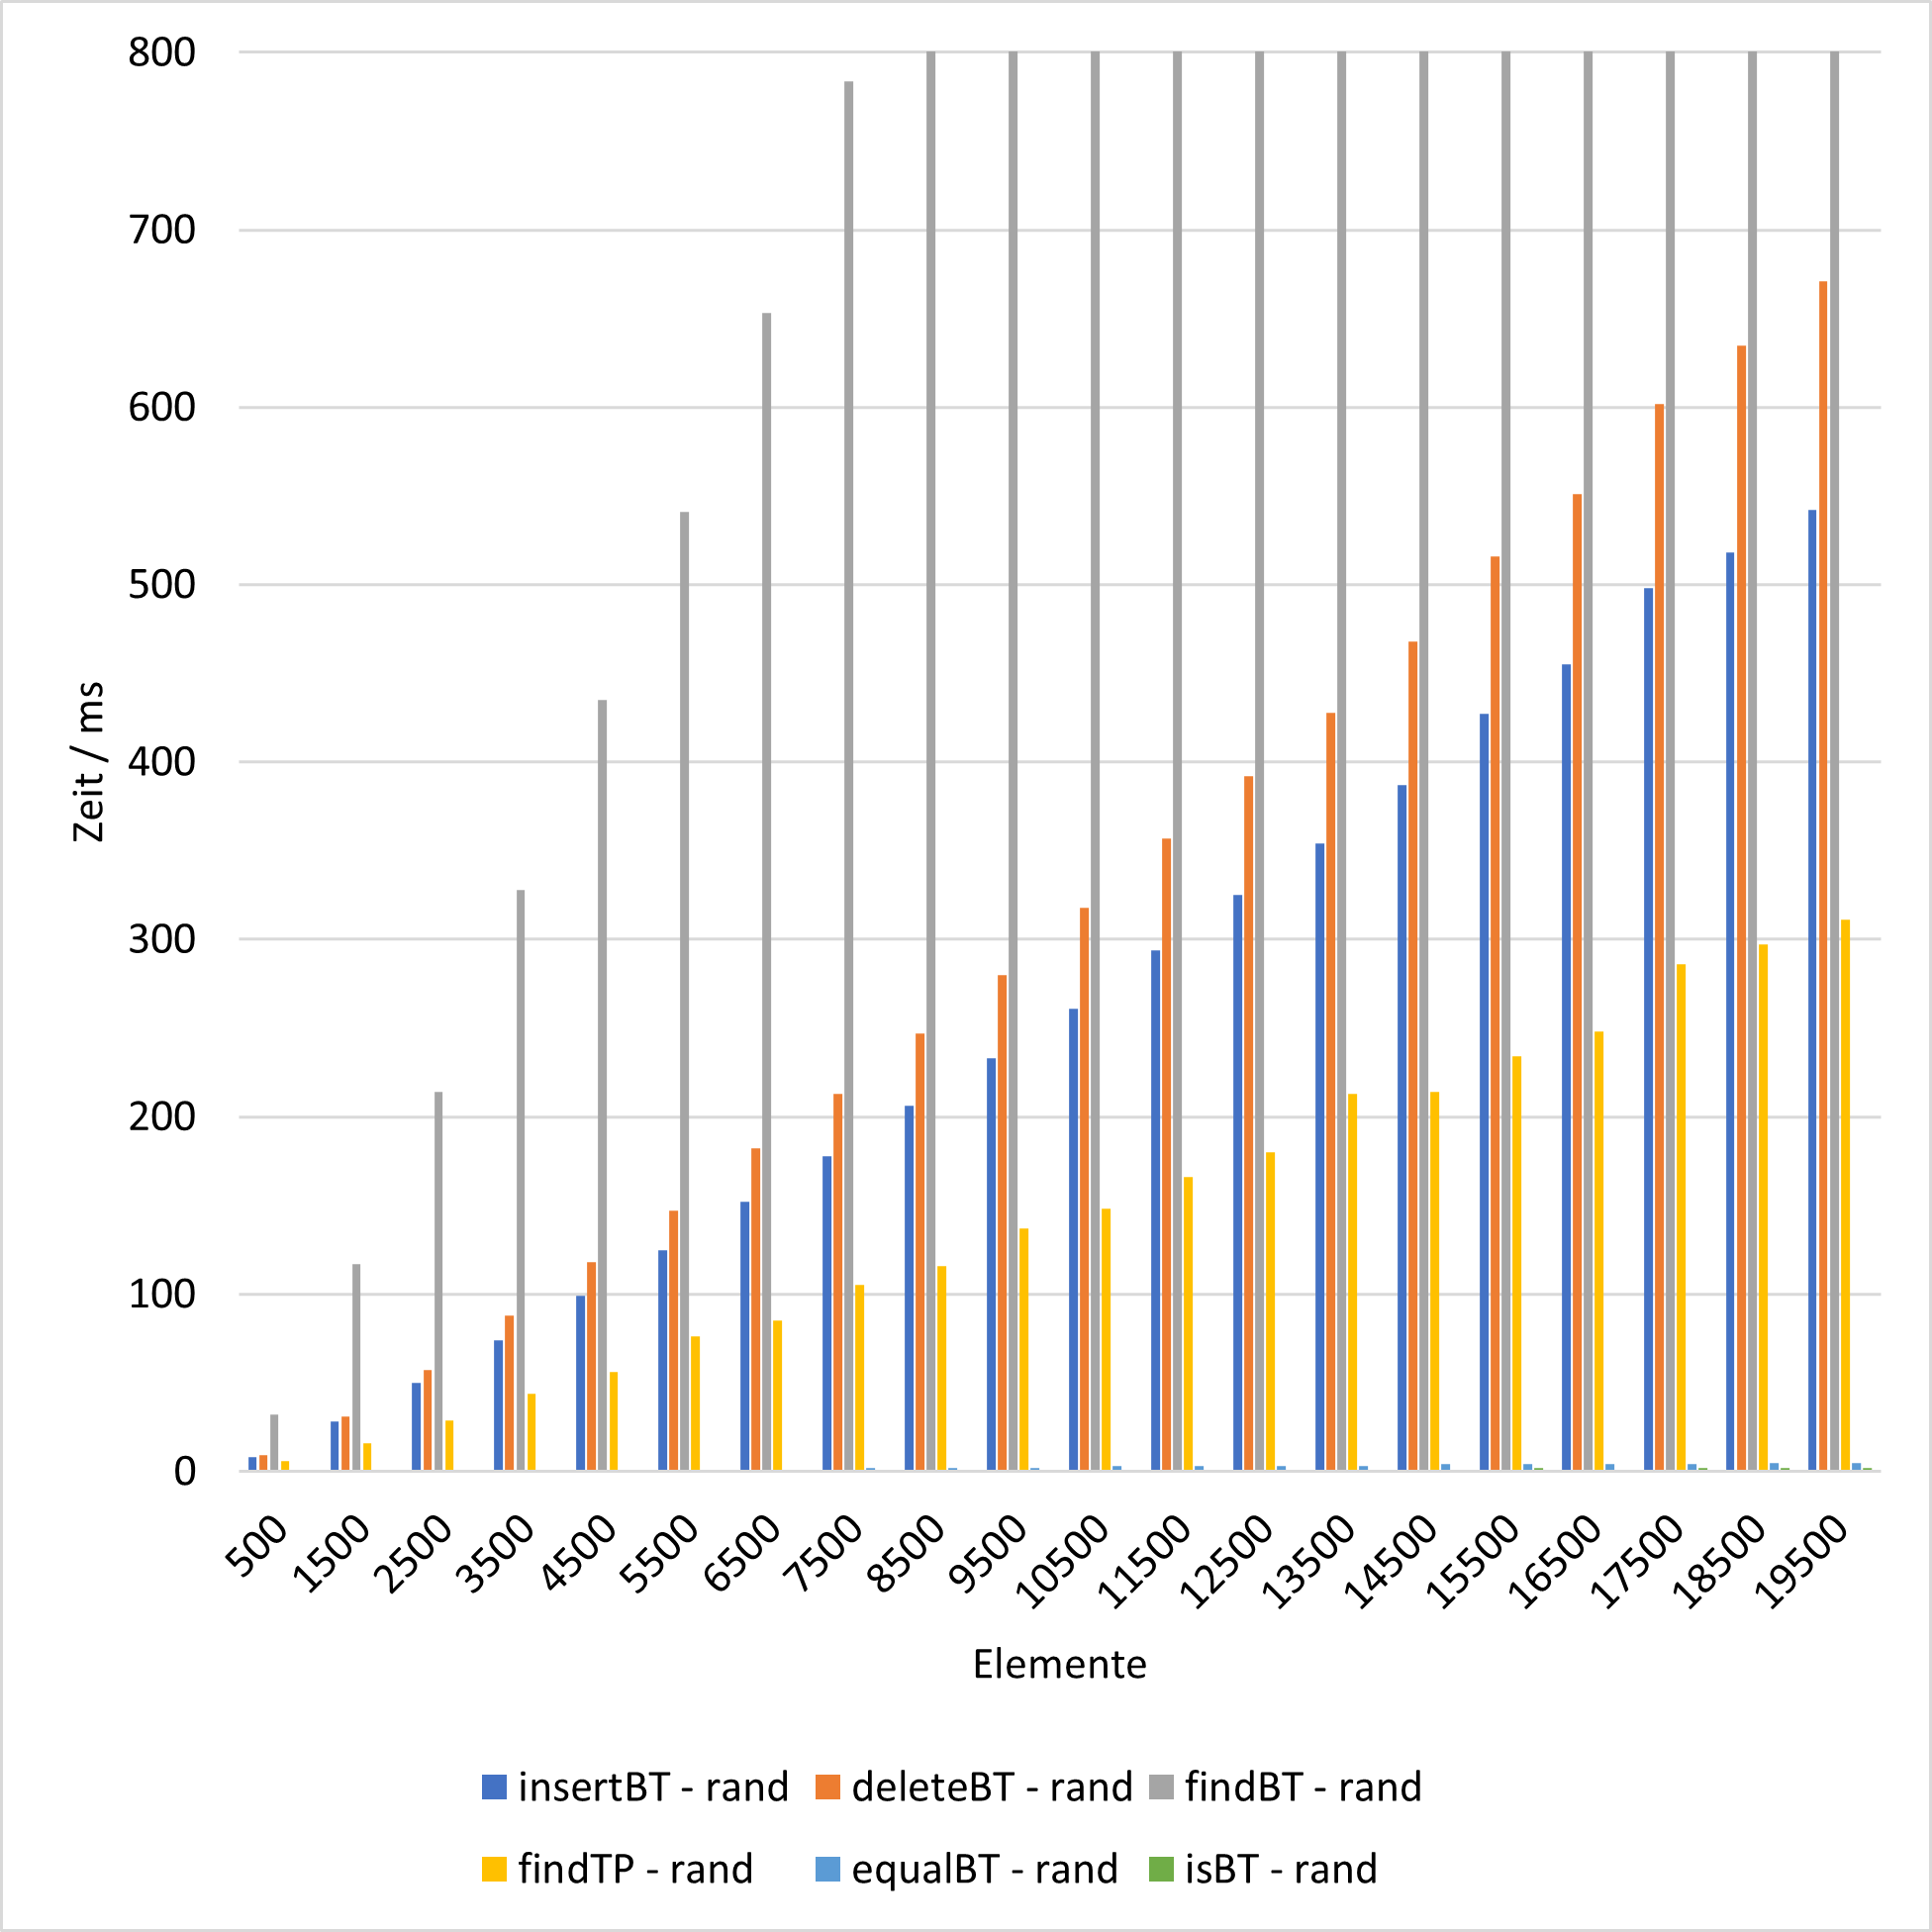 800
700
600
500
400
300
200
100
0
Zeit / ms
500 1500 2500 3500 4500 5500 6500 7500 8500 9500 10500 11500 12500 13500 14500 15500 16500 17500 18500 19500
Elemente
insertBT - rand deleteBT - rand findBT - rand
findTP - rand equalBT - rand isBT - rand